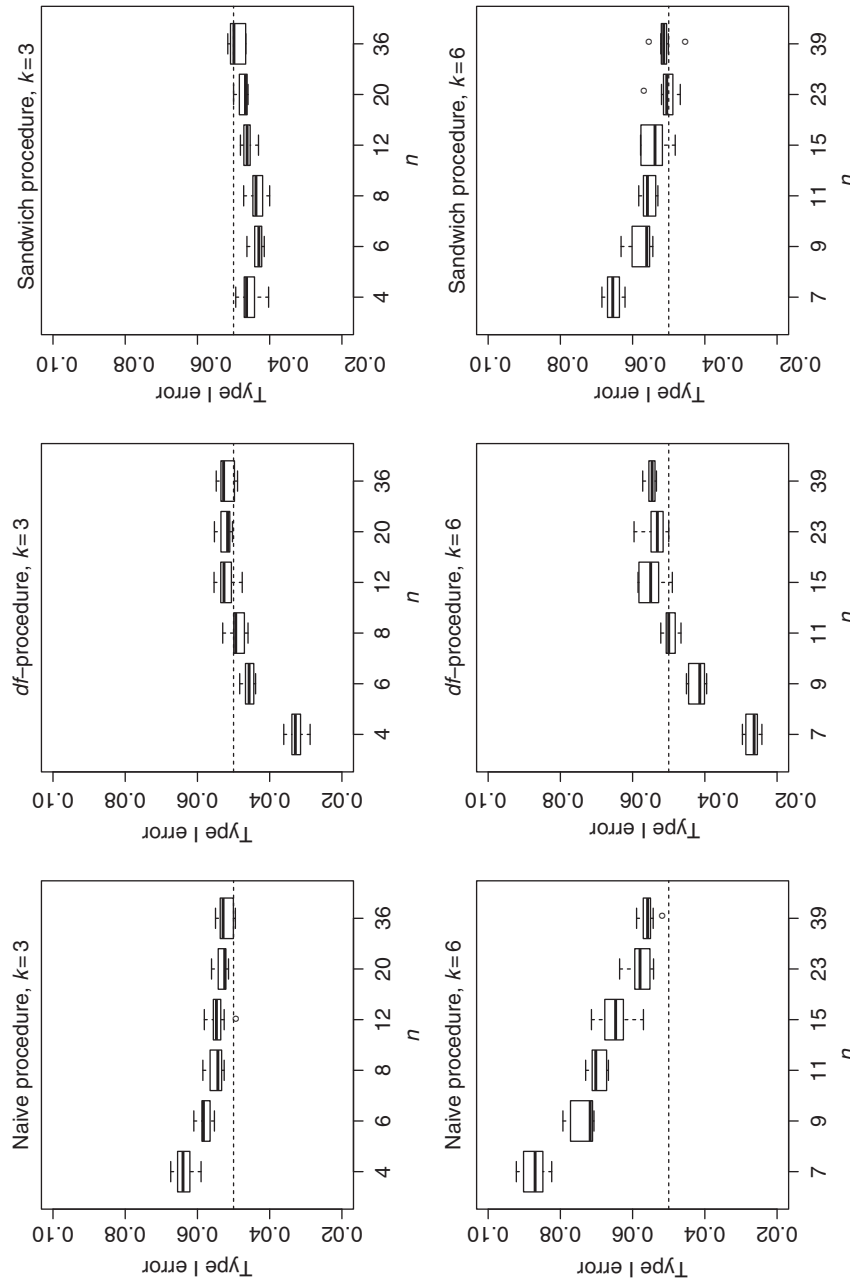 Naive procedure, k=3
Type I error
0.10
0.08
0.06
0.04
0.02
4 6 8 12 20 36
n
df–procedure, k=3
Type I error
0.10
0.08
0.06
0.04
0.02
4 6 8 12 20 36
n
Sandwich procedure, k=3
Type I error
0.10
0.08
0.06
0.04
0.02
4 6 8 12 20 36
n
Naive procedure, k=6
Type I error
0.10
0.08
0.06
0.04
0.02
7 9 11 15 23 39
n
df–procedure, k=6
Type I error
0.10
0.08
0.06
0.04
0.02
7 9 11 15 23 39
n
Sandwich procedure, k=6
Type I error
0.10
0.08
0.06
0.04
0.02
7 9 11 15 23 39
n